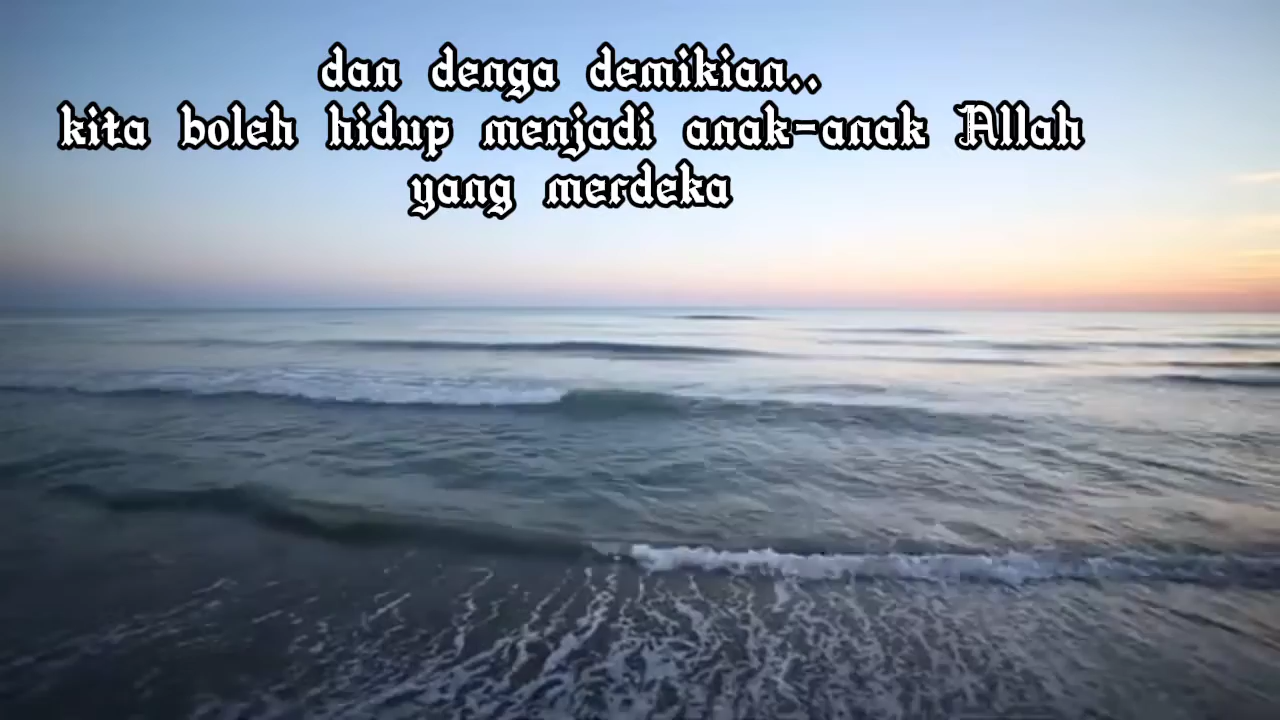 dan denga demikian..
kita boleh hidup menjadi anak-anak Allah
yang merdeka